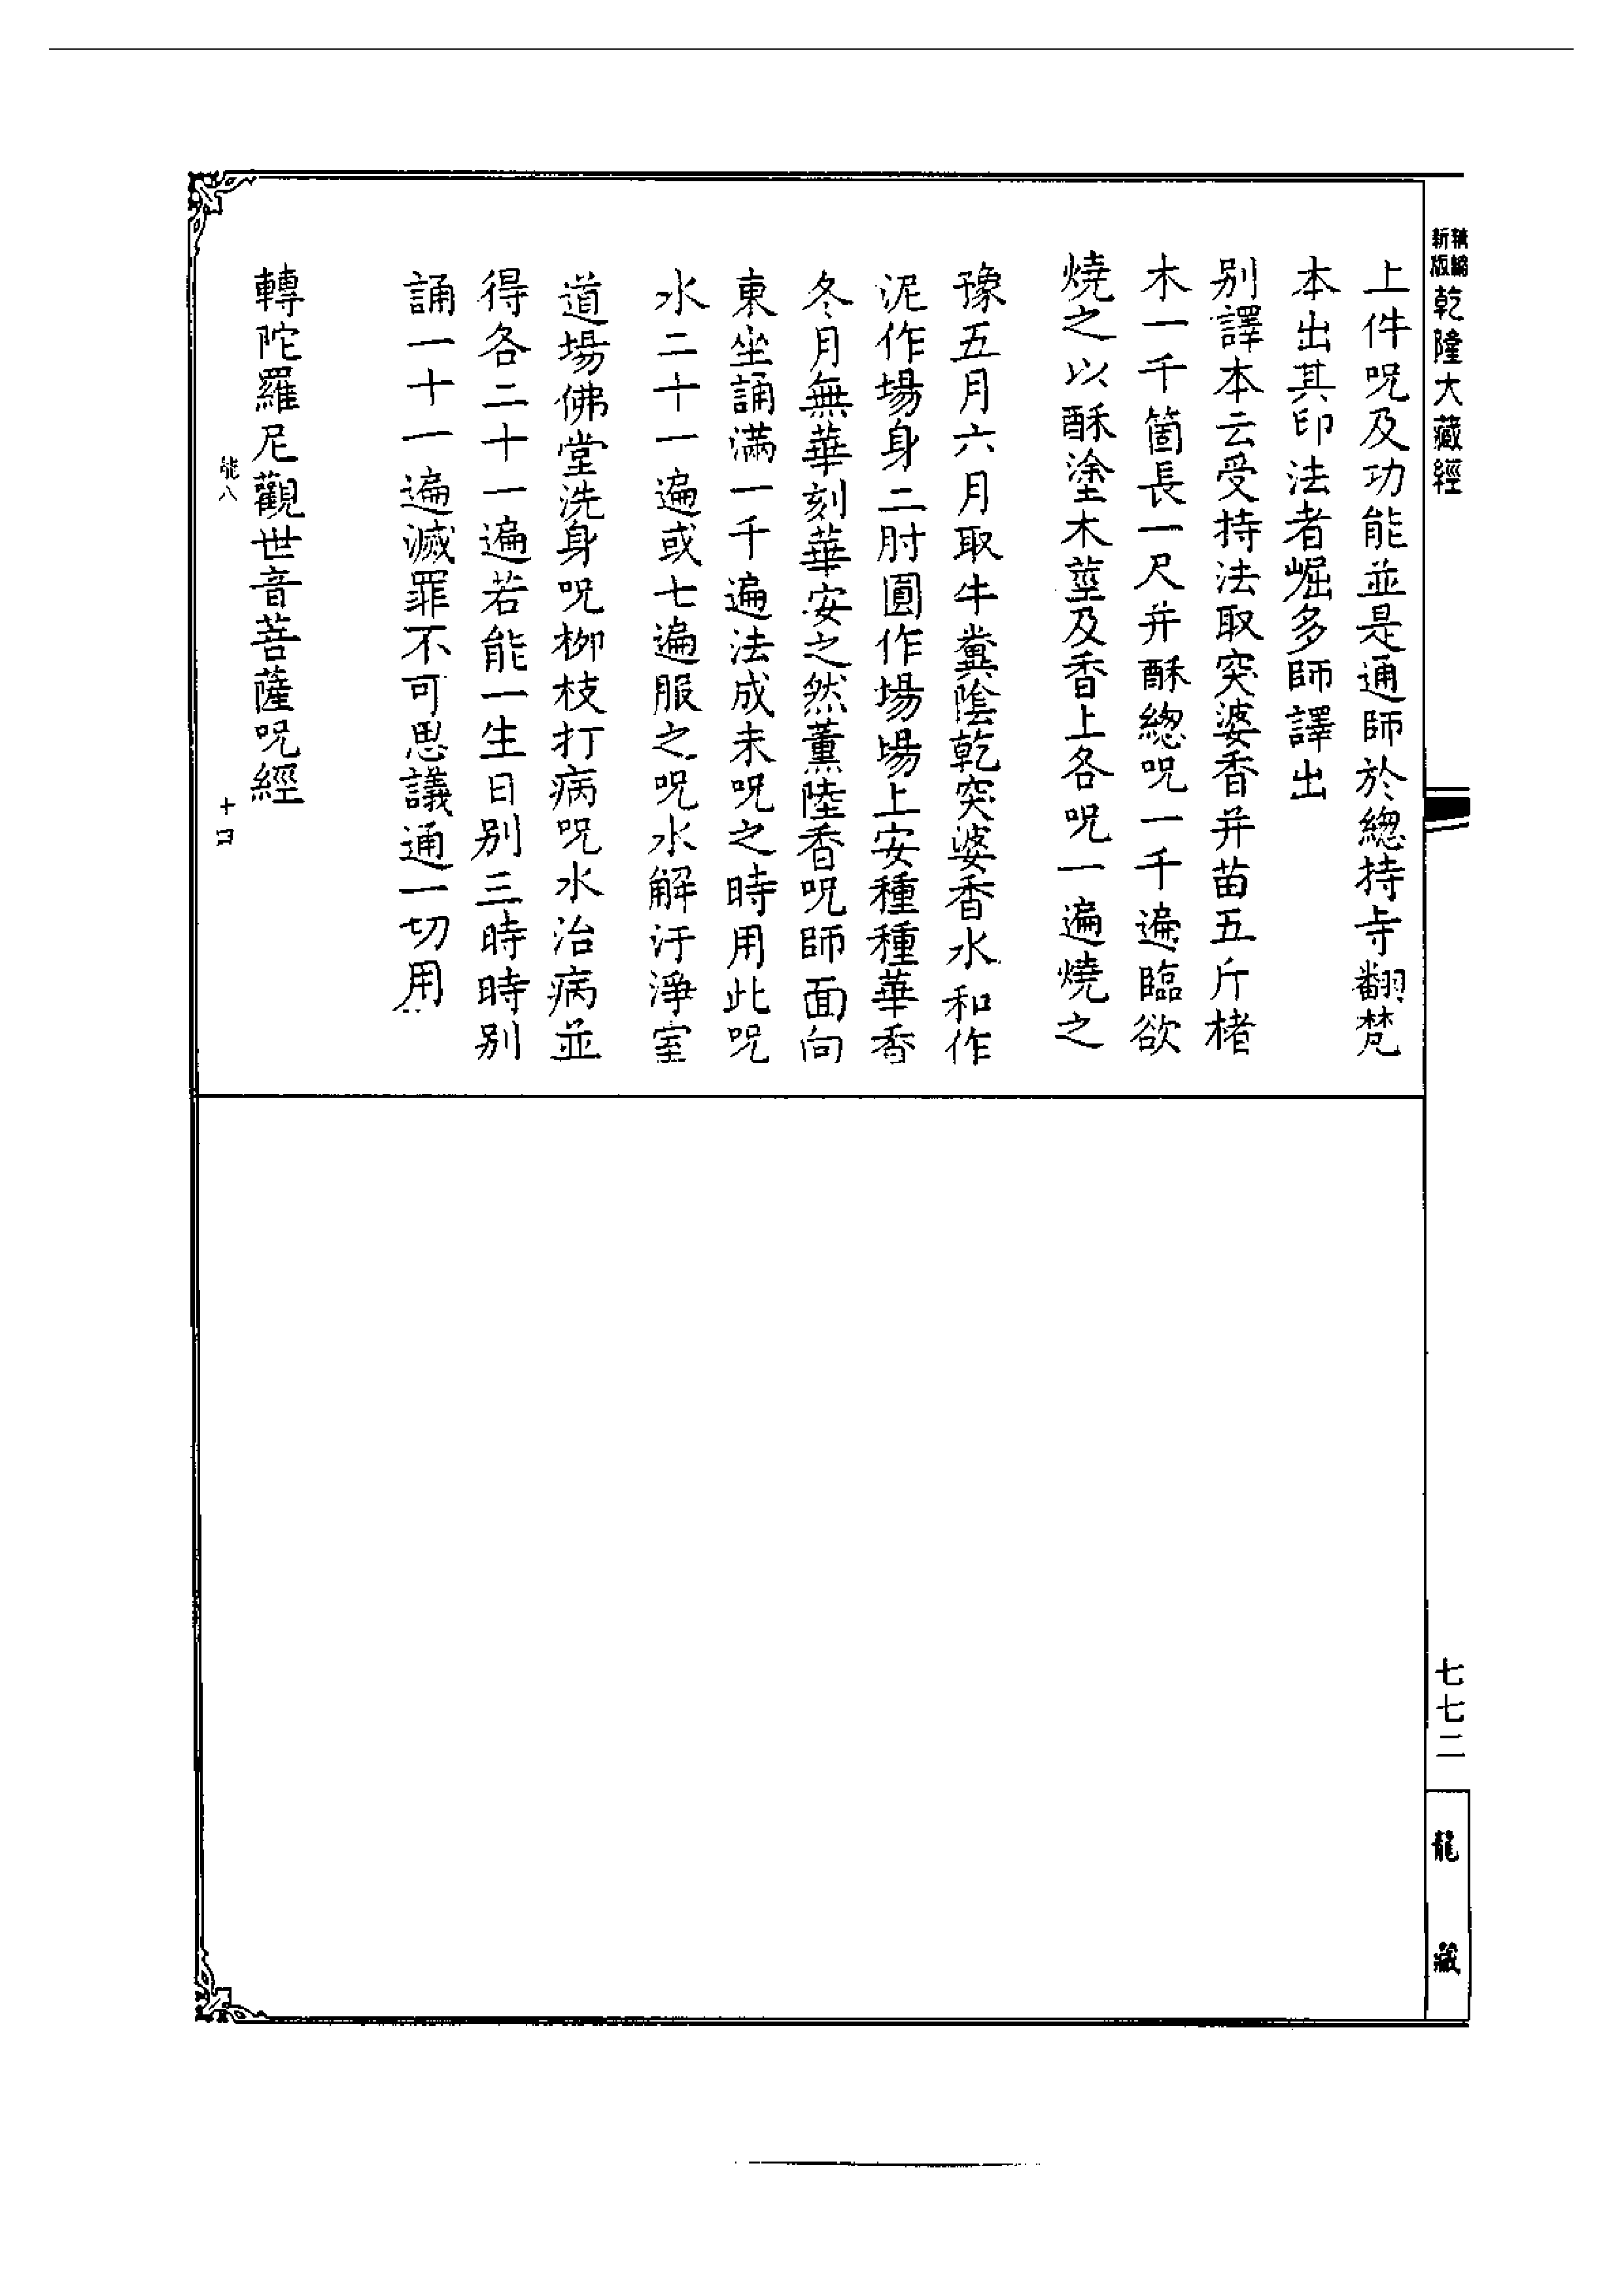 新版精縮乾隆大藏經
上件呪及功能並是通師於總持寺翻梵
本出其印法者崛多師譯出
別譯本云受持法取突婆香并苗五斤楮
木一千箇長一尺并酥總呪一千遍臨欲
燒之以酥塗木莖及香上各呪一遍燒之
豫五月六月取牛糞陰乾突婆香水和作
泥作場身二肘圓作場場上安種種華香
冬月無華刻華安之然薰陸香呪師面向
東坐誦滿一千遍法成未呪之時用此呪
水二十一遍或七遍服之呪水解汙淨室
道場佛堂洗身呪柳枝打病呪水治病並
得各二十一遍若能一生日別三時時別
誦一十一遍滅罪不可思議通一切用
轉陀羅尼觀世音菩薩呪經
能八
七七二
龍藏